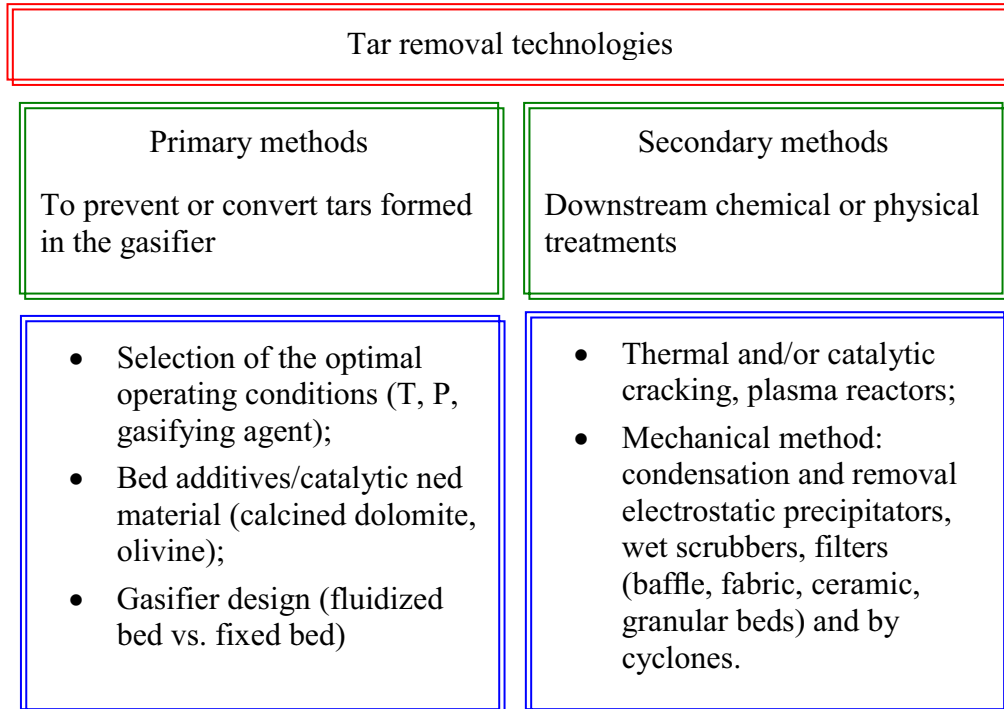 Tar removal technologies
Primary methods
To prevent or convert tars formed
in the gasifier
Secondary methods
Downstream chemical or physical
treatments
• Selection of the optimal
operating conditions (T, P,
gasifying agent);
• Bed additives/catalytic ned
material (calcined dolomite,
olivine);
• Gasifier design (fluidized
bed vs. fixed bed)
• Thermal and/or catalytic
cracking, plasma reactors;
• Mechanical method:
condensation and removal
electrostatic precipitators,
wet scrubbers, filters
(baffle, fabric, ceramic,
granular beds) and by
cyclones.